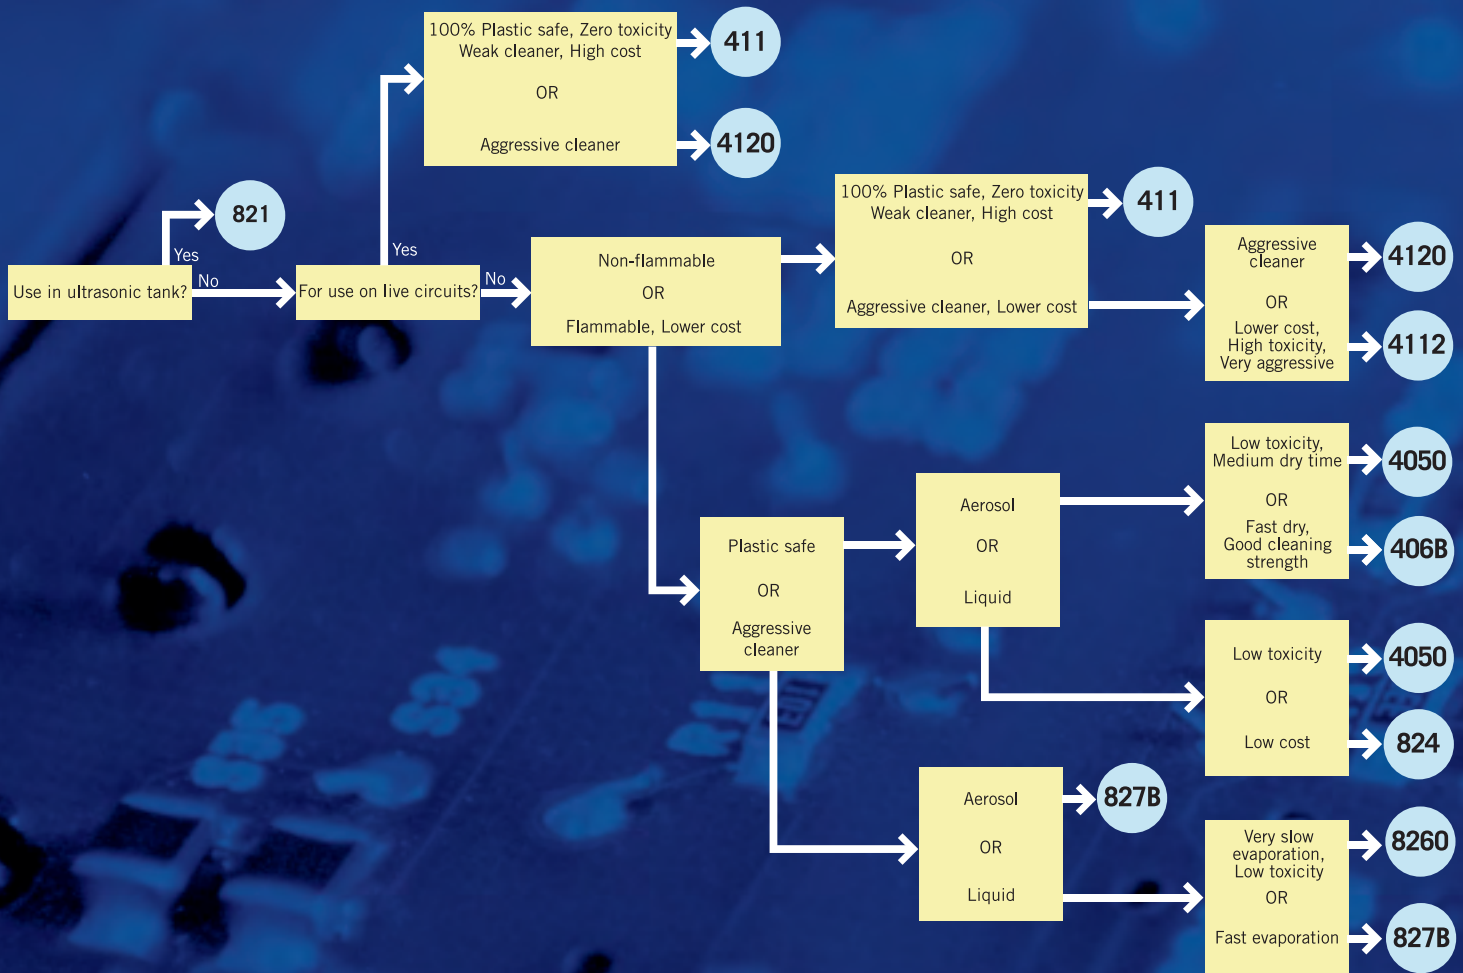 Use in ultrasonic tank?
Yes
821
No
For use on live circuits?
Yes
100% Plastic safe, Zero toxicity
Weak cleaner, High cost
411
OR
Aggressive cleaner
4120
No
Non-flammable
OR
Flammable, Lower cost
100% Plastic safe, Zero toxicity
Weak cleaner, High cost
411
OR
Aggressive cleaner, Lower cost
Aggressive
cleaner
4120
OR
Lower cost,
High toxicity,
Very aggressive
4112
Plastic safe
OR
Aggressive
cleaner
Aerosol
OR
Liquid
Low toxicity,
Medium dry time
4050
OR
Fast dry,
Good cleaning
strength
406B
Low toxicity
4050
OR
Low cost
824
Aerosol
827B
OR
Liquid
Very slow
evaporation,
Low toxicity
8260
OR
Fast evaporation
827B
103